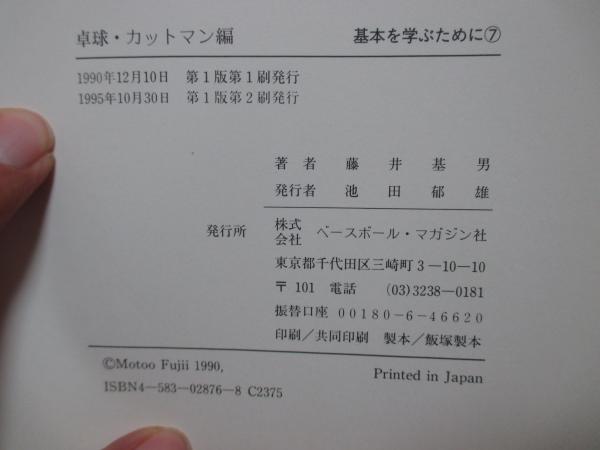 卓球・カットマン編　　　基本を学ぶために⑦
1990年12月10日　第1版第1刷発行
1995年10月30日　第1版第2刷発行
著者　藤井基男
発行者　池田郁雄
発行所　株式会社　ベースボール・マガジン社
東京都千代田区三崎町3―10―10
〒101　電話　(03)3238―0181
振替口座　00180－6－46620
印刷／共同印刷　製本／飯塚製本
©Motoo Fujii 1990,
Printed in Japan
ISBN4―583―02876―8 C2375